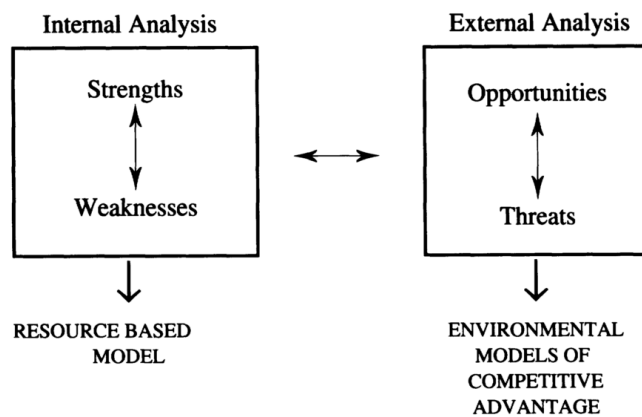 Internal Analysis
Strengths
Weaknesses
RESOURCE BASED
MODEL
External Analysis
Opportunities
Threats
ENVIRONMENTAL
MODELS OF
COMPETITIVE
ADVANTAGE